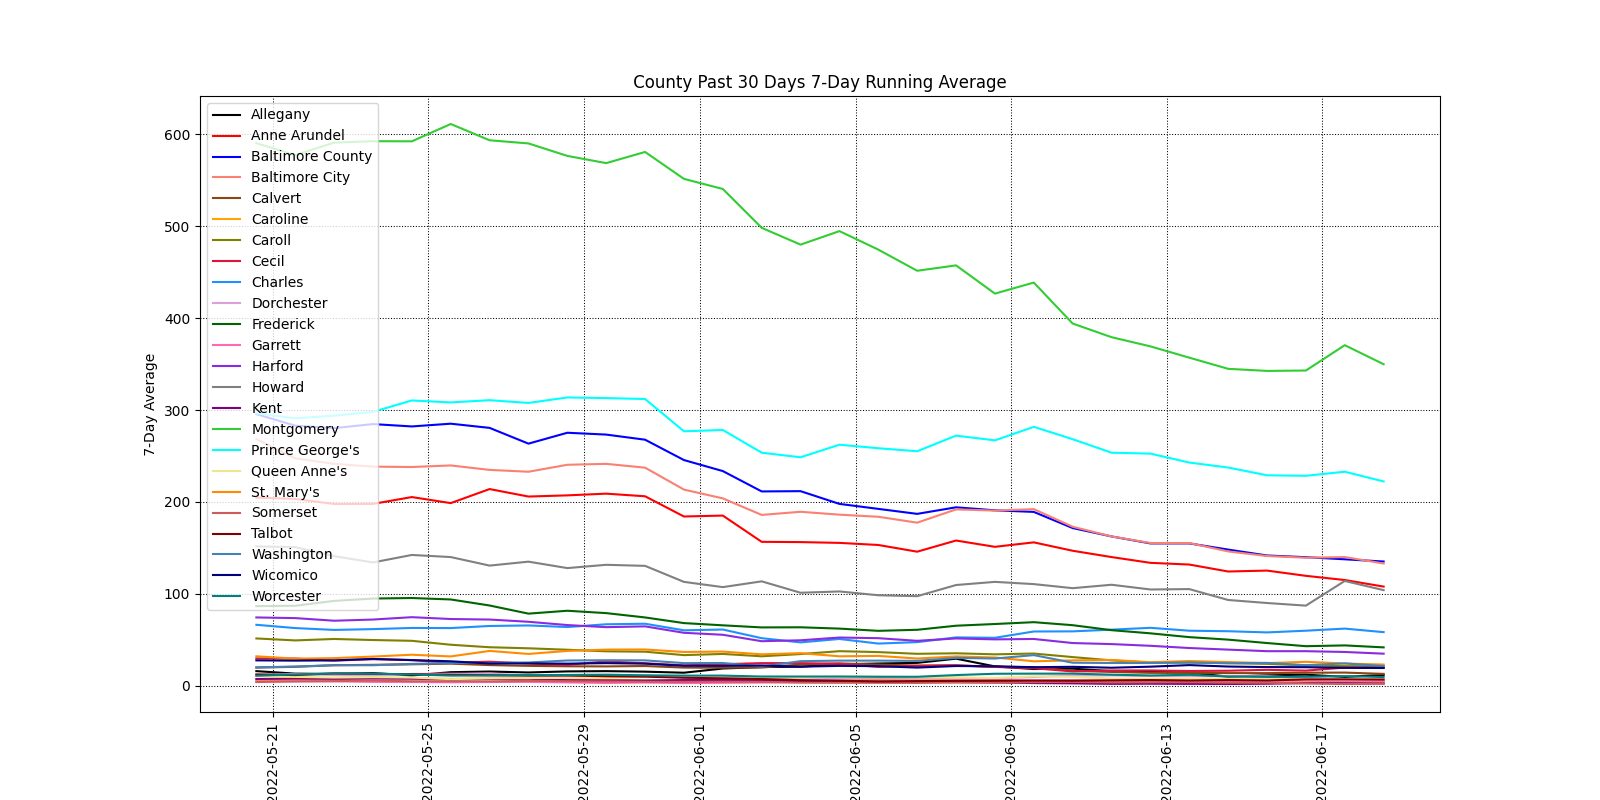 County Past 30 Days 7-Day Running Average
7-Day Average
600
500
400
300
200
100
0
Allegany
Anne Arundel
Baltimore County
Baltimore City
Calvert
Caroline
Caroll
Cecil
Charles
Dorchester
Frederick
Garrett
Harford
Howard
Kent
Montgomery
Prince George's
Queen Anne's
St. Mary's
Somerset
Talbot
Washington
Wicomico
Worcester
2022-05-21
2022-05-25
2022-05-29
2022-06-01
2022-06-05
2022-06-09
2022-06-13
2022-06-17